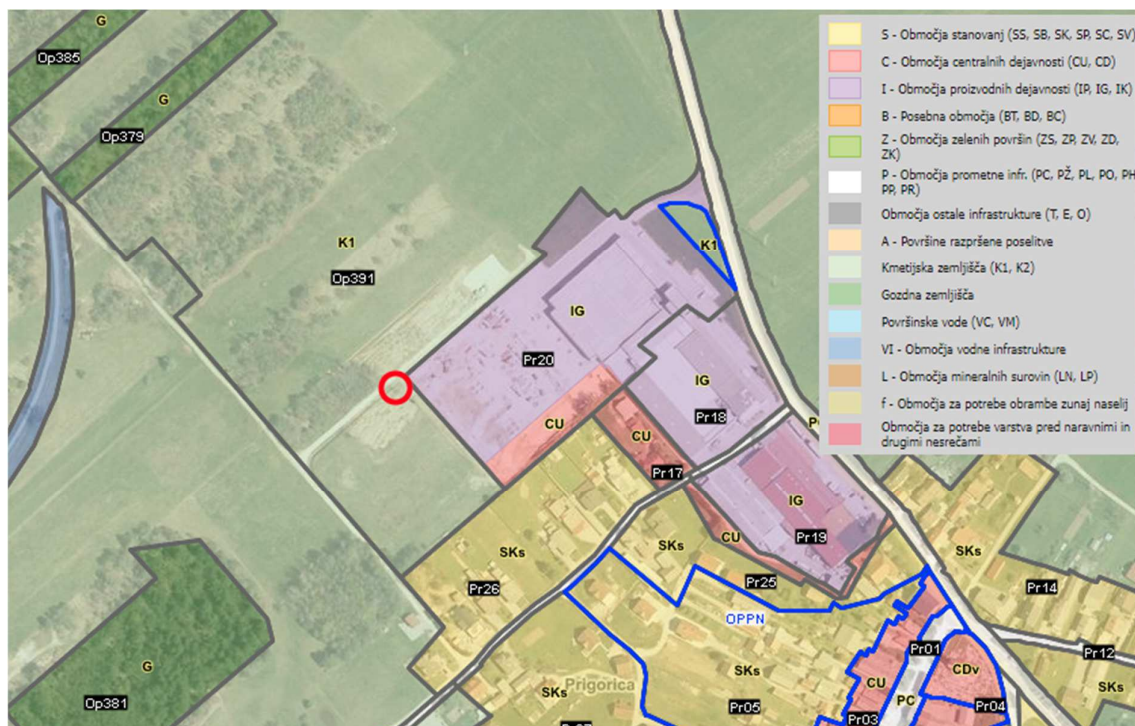 G
Op385
G
Op379
K1
Op391
K1
IG
Pr20
IG
Pr18
CU
CU
Pr17
IG
Pr19
CU
SKs
SKs
Pr26
Pr25
OPPN
SKs
Pr14
Pr01
Pr12
CDv
SKs
SKs
CU
SKs
PC
Pr04
Prigorica
Pr05
Pr03
G
Op381
S - Območja stanovanj (SS, SB, SK, SP, SC, SV)
C - Območja centralnih dejavnosti (CU, CD)
I - Območja proizvodnih dejavnosti (IP, IG, IK)
B - Posebna območja (BT, BD, BC)
Z - Območja zelenih površin (ZS, ZP, ZV, ZD,
ZK)
P - Območja prometne infr. (PC, PŽ, PL, PO, PH
PP, PR)
Območja ostale infrastrukture (T, E, O)
A - Površine razpršene poselitve
Kmetijska zemljišča (K1, K2)
Gozdna zemljišča
Površinske vode (VC, VM)
VI - Območja vodne infrastrukture
L - Območja mineralnih surovin (LN, LP)
f - Območja za potrebe obrambe zunaj naselij
Območja za potrebe varstva pred naravnimi in
drugimi nesrečami